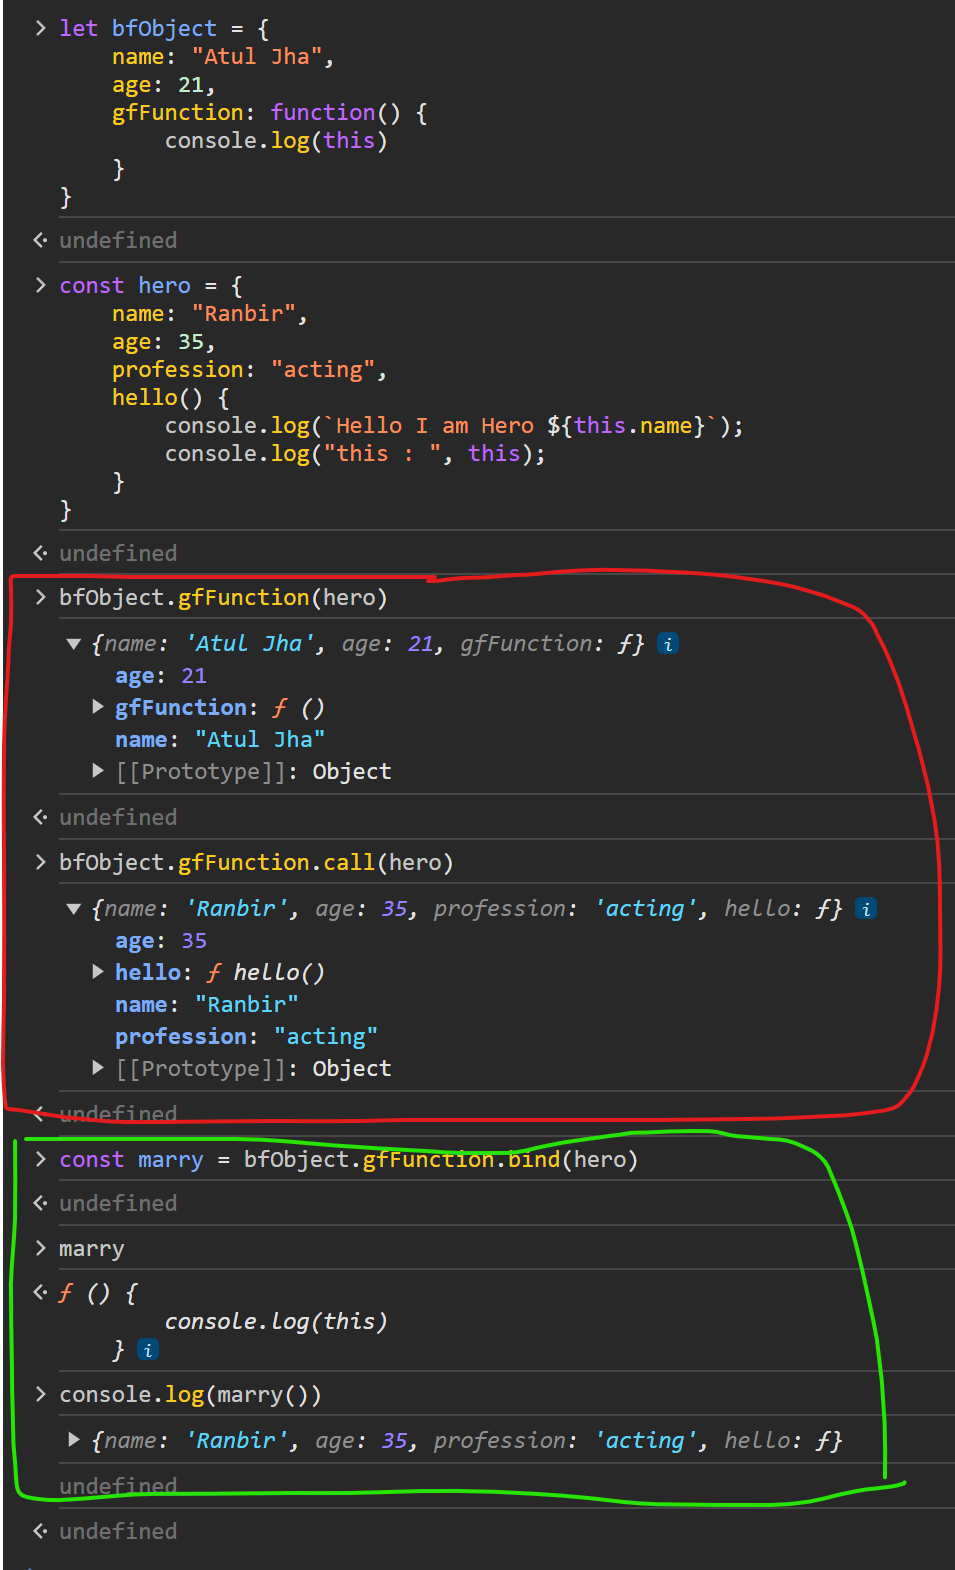 > let bfObject = {
    name: "Atul Jha",
    age: 21,
    gfFunction: function() {
        console.log(this)
    }
}
undefined
> const hero = {
    name: "Ranbir",
    age: 35,
    profession: "acting",
    hello() {
        console.log(`Hello I am Hero ${this.name}`);
        console.log("this : ", this);
    }
}
undefined
> bfObject.gfFunction(hero)
▼ {name: 'Atul Jha', age: 21, gfFunction: ƒ} i
age: 21
▶ gfFunction: ƒ ()
name: "Atul Jha"
▶ [[Prototype]]: Object
undefined
> bfObject.gfFunction.call(hero)
▼ {name: 'Ranbir', age: 35, profession: 'acting', hello: ƒ} i
age: 35
▶ hello: ƒ hello()
name: "Ranbir"
profession: "acting"
▶ [[Prototype]]: Object
undefined
> const marry = bfObject.gfFunction.bind(hero)
undefined
> marry
ƒ () {
        console.log(this)
    } i
> console.log(marry())
▶ {name: 'Ranbir', age: 35, profession: 'acting', hello: ƒ}
undefined
undefined